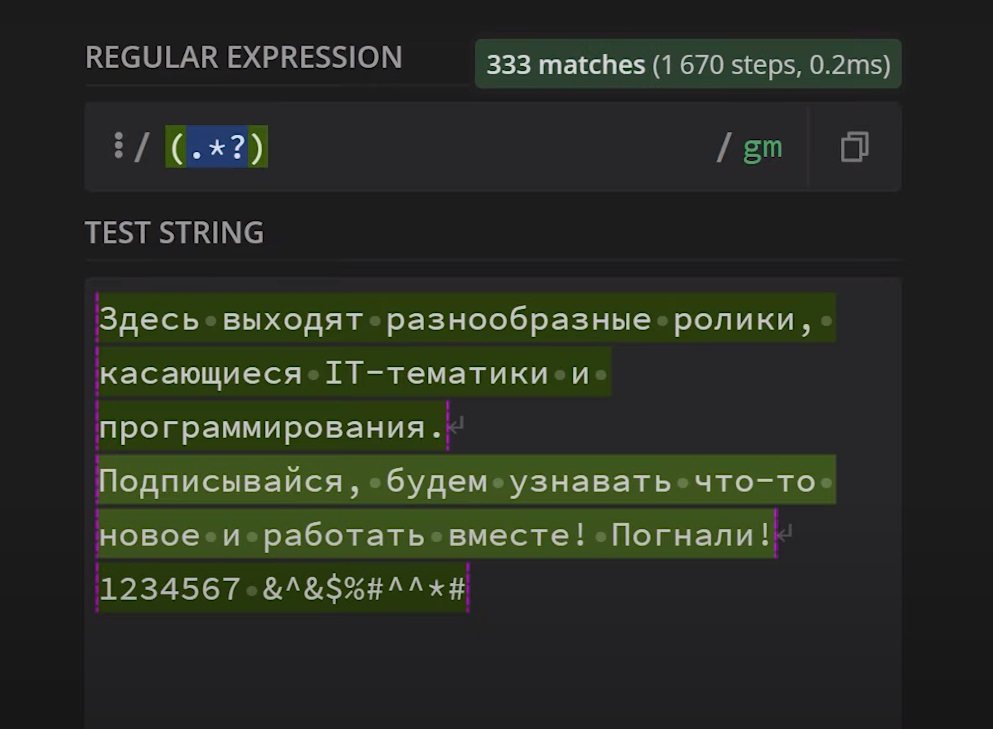 REGULAR EXPRESSION
333 matches (1 670 steps, 0.2ms)
/ (.*?) / gm
TEST STRING
Здесь выходят разнообразные ролики,
касающиеся IT-тематики и
программирования.
Подписывайся, будем узнавать что-то
новое и работать вместе! Погнали!
1234567 &^&$%#^^*#